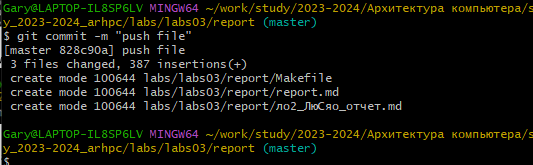 Gary@LAPTOP-IL8SP6LV MINGW64 ~/work/study/2023-2024/Архитектура компьютера/s
y_2023-2024_arhpc/labs/labs03/report (master)
$ git commit -m "push file"
[master 828c90a] push file
3 files changed, 387 insertions(+)
create mode 100644 labs/labs03/report/Makefile
create mode 100644 labs/labs03/report/report.md
create mode 100644 labs/labs03/report/ло2_ЛюСяо_отчет.md
Gary@LAPTOP-IL8SP6LV MINGW64 ~/work/study/2023-2024/Архитектура компьютера/s
y_2023-2024_arhpc/labs/labs03/report (master)
$